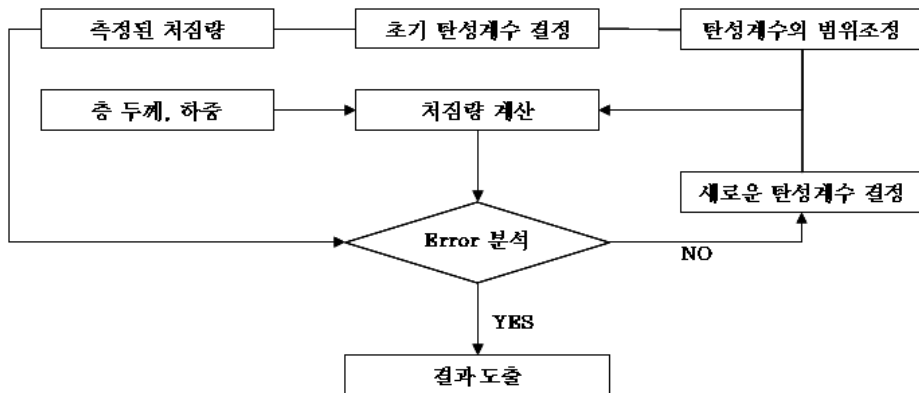 측정된 처짐량
초기 탄성계수 결정
탄성계수의 범위조정
층 두께, 하중
처짐량 계산
새로운 탄성계수 결정
Error 분석
NO
YES
결과 도출